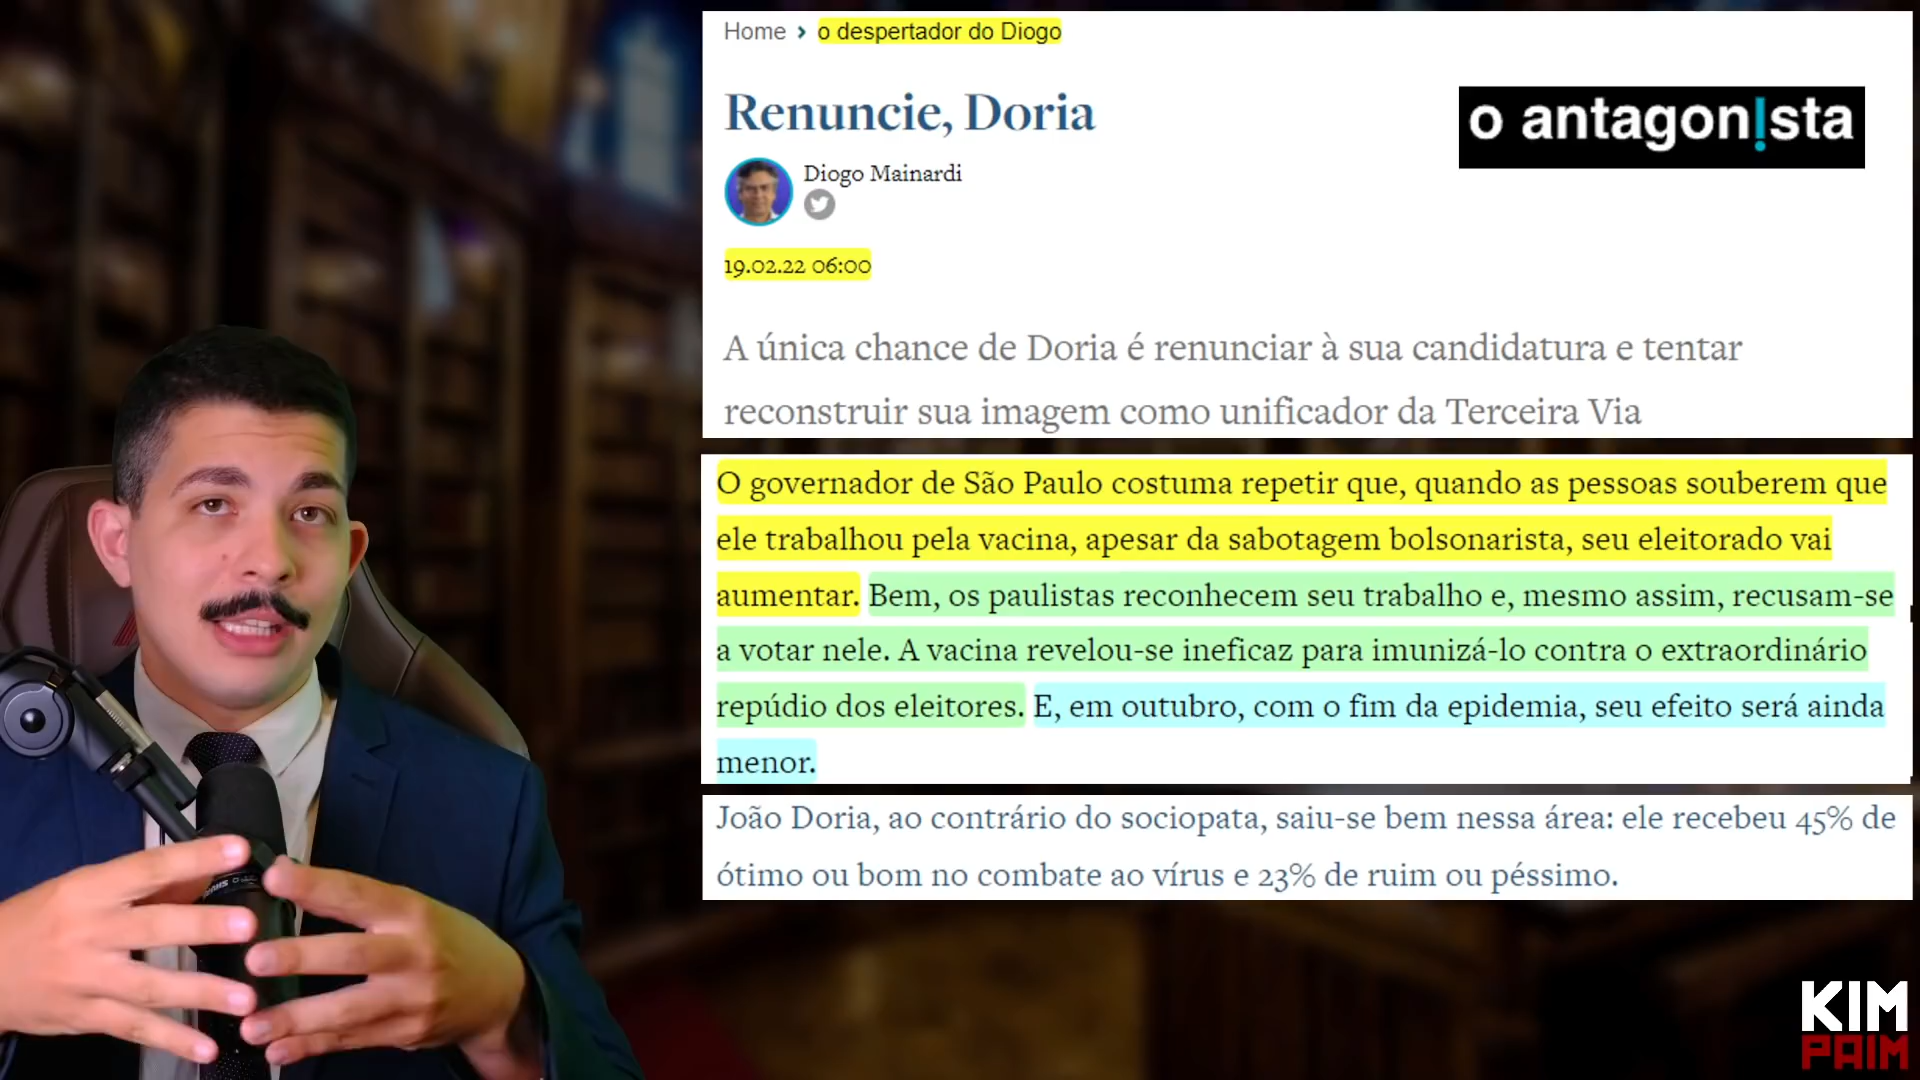 Home › o despertador do Diogo
Renuncie, Doria
o antagon!sta
Diogo Mainardi
19.02.22 06:00
A única chance de Doria é renunciar à sua candidatura e tentar
reconstruir sua imagem como unificador da Terceira Via
O governador de São Paulo costuma repetir que, quando as pessoas souberem que
ele trabalhou pela vacina, apesar da sabotagem bolsonarista, seu eleitorado vai
aumentar. Bem, os paulistas reconhecem seu trabalho e, mesmo assim, recusam-se
a votar nele. A vacina revelou-se ineficaz para imunizá-lo contra o extraordinário
repúdio dos eleitores. E, em outubro, com o fim da epidemia, seu efeito será ainda
menor.
João Doria, ao contrário do sociopata, saiu-se bem nessa área: ele recebeu 45% de
ótimo ou bom no combate ao vírus e 23% de ruim ou péssimo.
KIM
PAIM